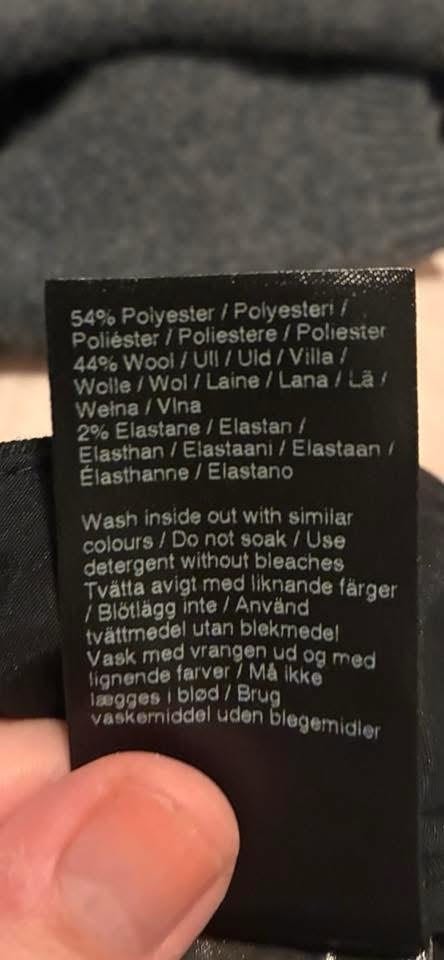 54% Polyester / Polyesteri /
Poliéster / Poliestere / Poliester
44% Wool / Ull / Uld / Villa /
Wolle / Wol / Laine / Lana / Lã /
Wełna / Vlna
2% Elastane / Elastan /
Elasthan / Elastaani / Elastaan /
Élasthanne / Elastano
Wash inside out with similar
colours / Do not soak / Use
detergent without bleaches
Tvätta avigt med liknande färger
/ Blötlägg inte / Använd
tvättmedel utan blekmedel
Vask med vrangen ud og med
lignende farver / Må ikke
lægges i blød / Brug
vaskemiddel uden blegemidler